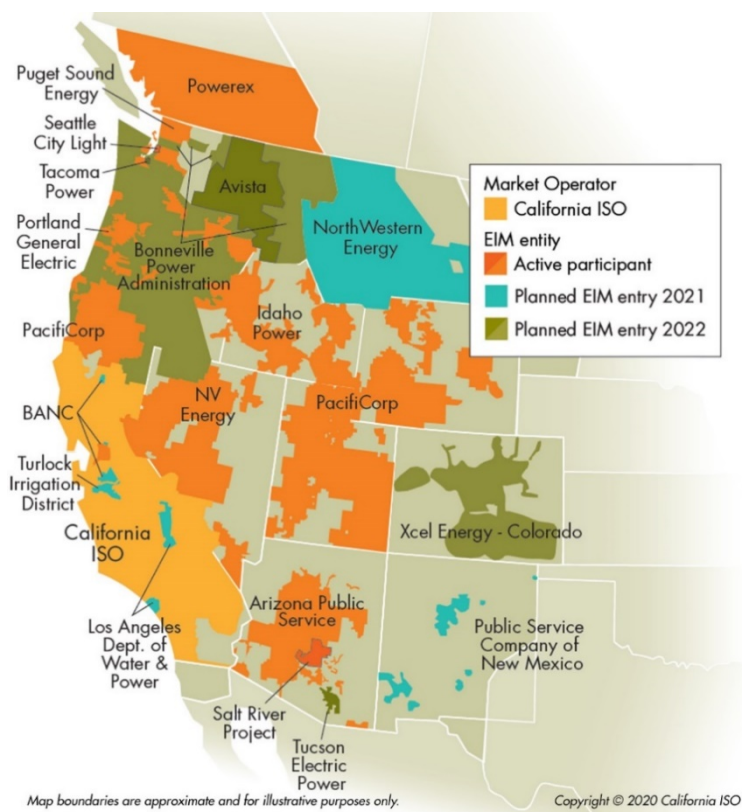 Puget Sound
Energy
Powerex
Seattle
City Light
Tacoma
Power
Avista
Portland
General
Electric
Bonneville
Power
Administration
NorthWestern
Energy
Idaho
Power
PacifiCorp
NV
Energy
PacifiCorp
BANC
Turlock
Irrigation
District
California
ISO
Xcel Energy - Colorado
Los Angeles
Dept. of
Water &
Power
Arizona Public
Service
Public Service
Company of
New Mexico
Salt River
Project
Tucson
Electric
Power
Market Operator
California ISO
EIM entity
Active participant
Planned EIM entry 2021
Planned EIM entry 2022
Map boundaries are approximate and for illustrative purposes only.
Copyright © 2020 California ISO